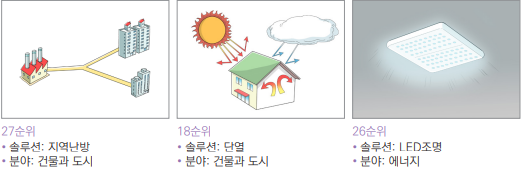 27순위
• 솔루션: 지역난방
• 분야: 건물과 도시
18순위
• 솔루션: 단열
• 분야: 건물과 도시
26순위
• 솔루션: LED조명
• 분야: 에너지